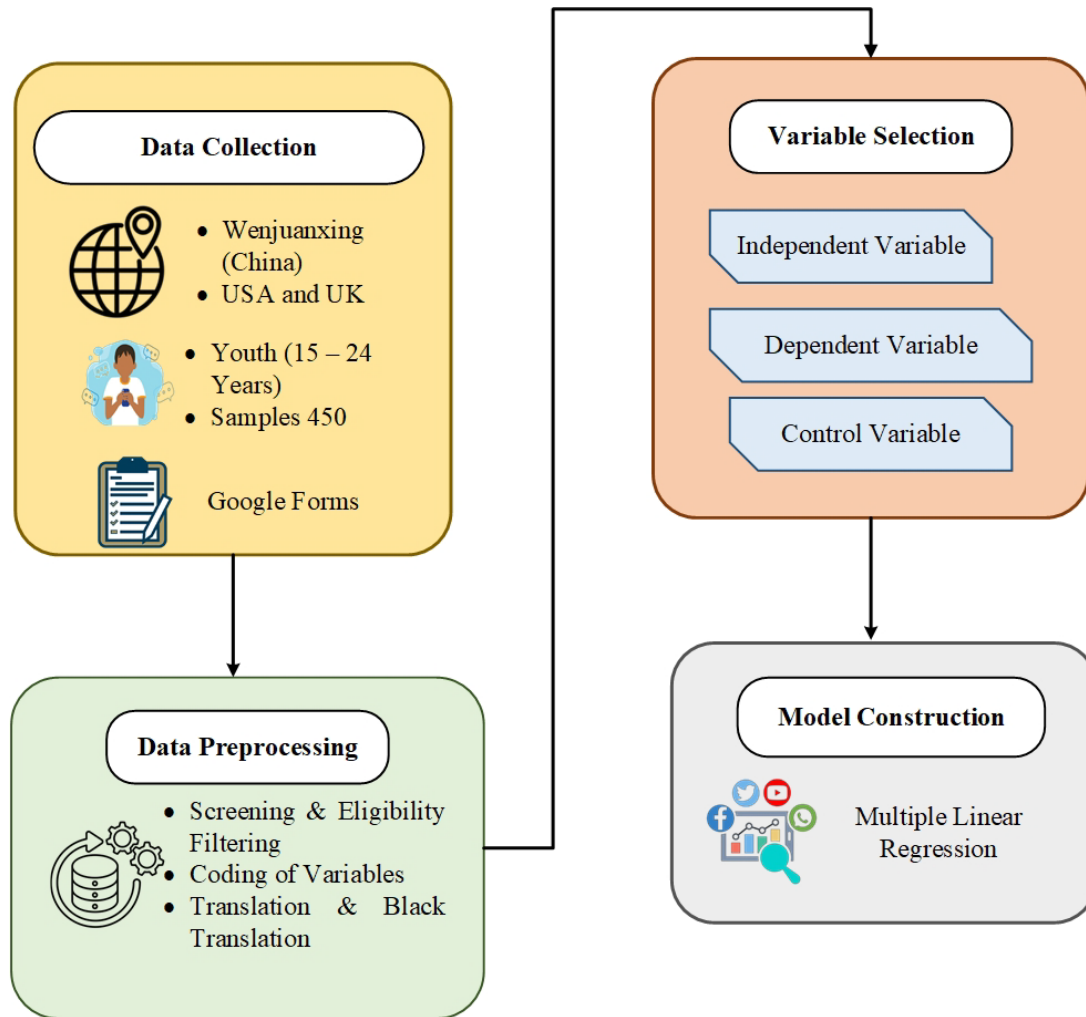 Data Collection
• Wenjuanxing
(China)
• USA and UK
• Youth (15 – 24
Years)
• Samples 450
Google Forms
Data Preprocessing
• Screening & Eligibility
Filtering
• Coding of Variables
• Translation & Black
Translation
Variable Selection
Independent Variable
Dependent Variable
Control Variable
Model Construction
Multiple Linear
Regression